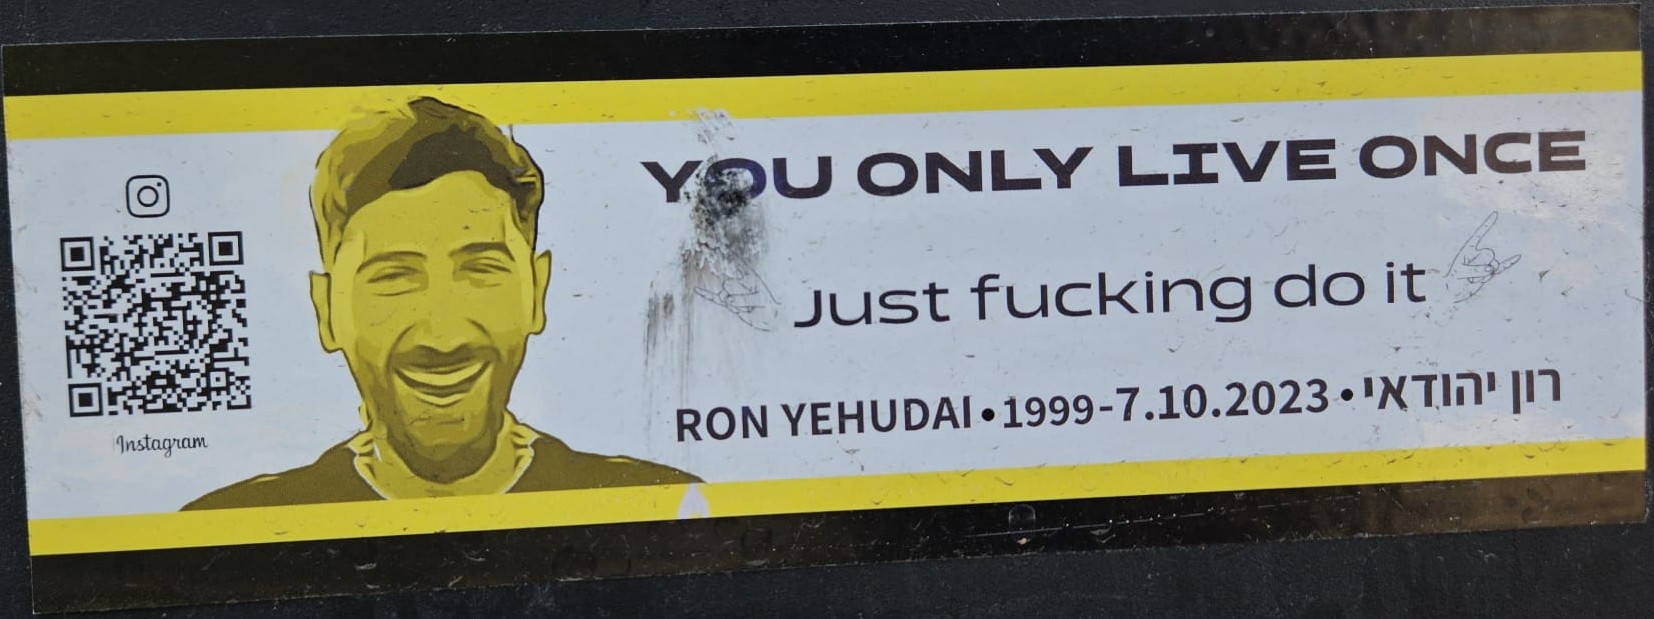 YOU ONLY LIVE ONCE
Just fucking do it
RON YEHUDAI•1999-7.10.2023•רון יהודאי
Instagram